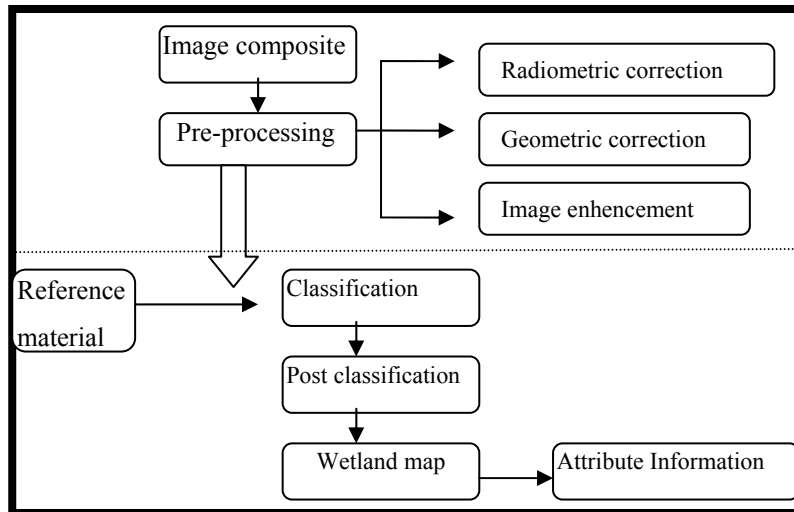 Image composite
Radiometric correction
Pre-processing
Geometric correction
Image enhencement
Reference
material
Classification
Post classification
Wetland map
Attribute Information